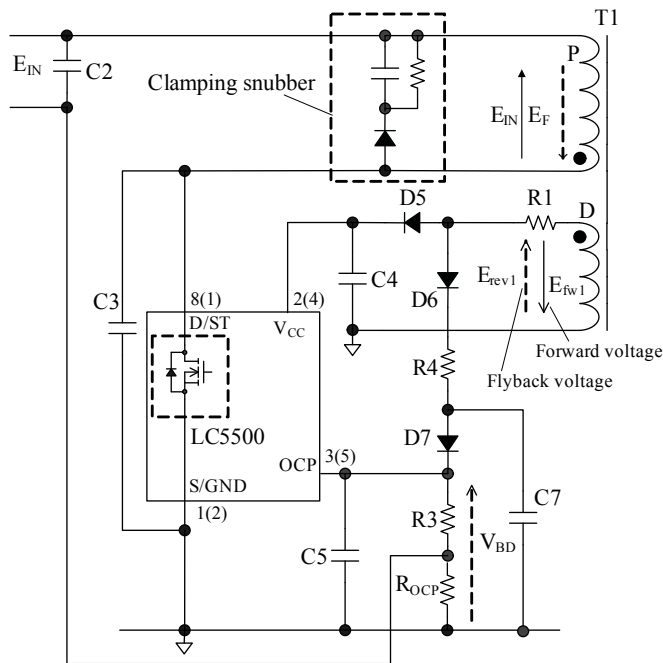 T1
E_IN
C2
Clamping snubber
P
E_IN
E_F
D5
R1
D
C3
8(1)
2(4)
C4
D6
E_rev1
E_fw1
D/ST
V_CC
R4
Forward voltage
Flyback voltage
LC5500
D7
OCP
3(5)
S/GND
1(2)
C5
R3
V_BD
C7
R_OCP